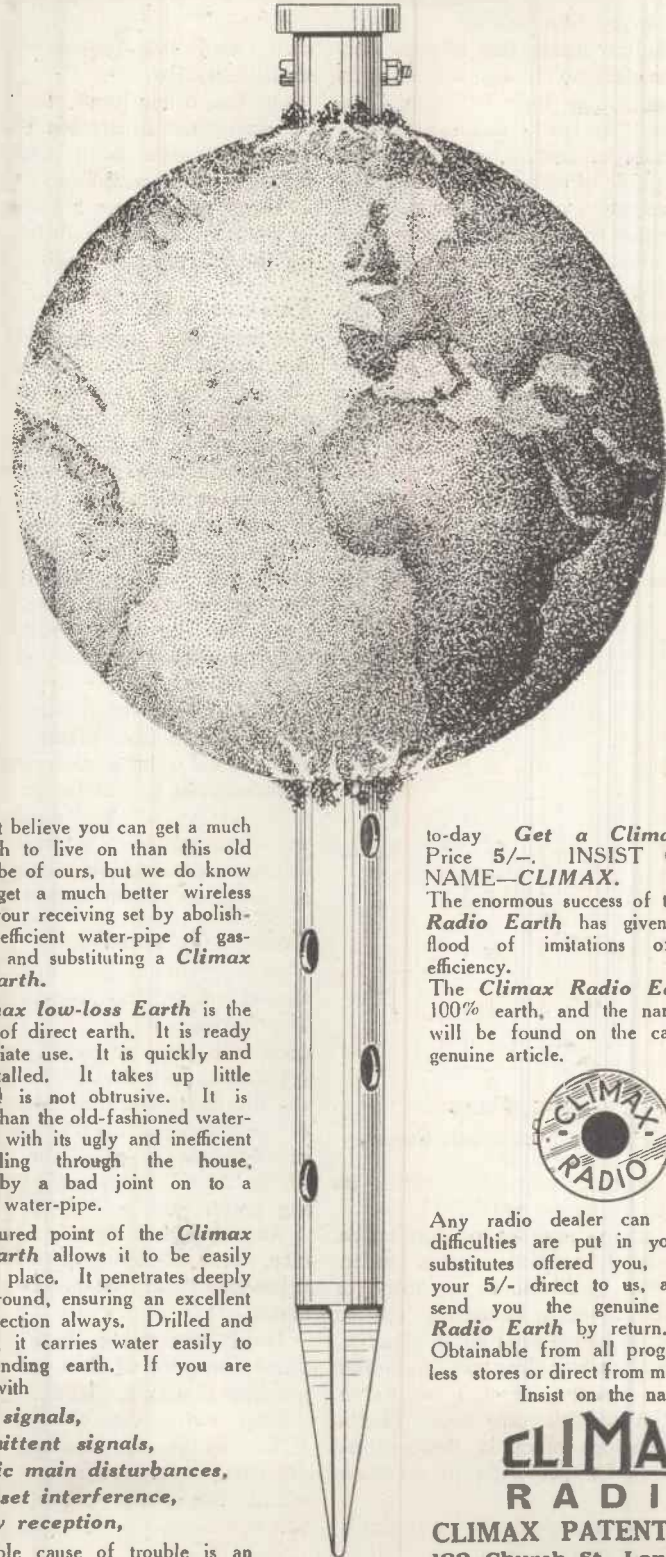 t believe you can get a much
h to live on than this old
be of ours, but we do know
get a much better wireless
our receiving set by abolish-
efficient water-pipe of gas-
and substituting a Climax
arth.
ax low-loss Earth is the
of direct earth. It is ready
iate use. It is quickly and
alled. It takes up little
is not obtrusive. It is
han the old-fashioned water-
with its ugly and inefficient
ling through the house,
by a bad joint on to a
water-pipe.
ured point of the Climax
arth allows it to be easily
place. It penetrates deeply
round, ensuring an excellent
ection always. Drilled and
it carries water easily to
nding earth. If you are
with
signals,
ittent signals,
ic main disturbances,
set interference,
y reception,
ole cause of trouble is an
to-day Get a Clima
Price 5/-. INSIST
NAME—CLIMAX.
The enormous success of t
Radio Earth has given
flood of imitations o
efficiency.
The Climax Radio Ea
100% earth, and the nam
will be found on the ca
genuine article.
CLIMAX
RADIO
Any radio dealer can
difficulties are put in yo
substitutes offered you,
your 5/- direct to us, a
send you the genuine
Radio Earth by return.
Obtainable from all prog
less stores or direct from m
Insist on the na
CLIMA
RADI
CLIMAX PATENT
Church St. Lon